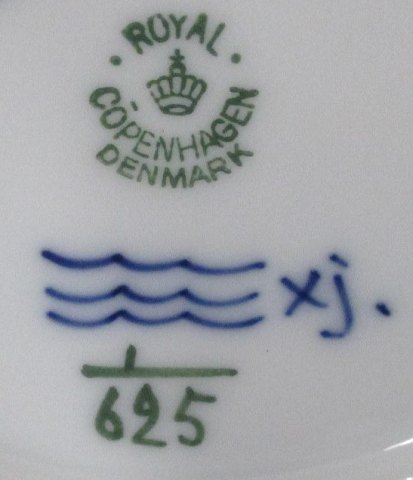 ROYAL
COPENHAGEN
DENMARK
xj.
1
625